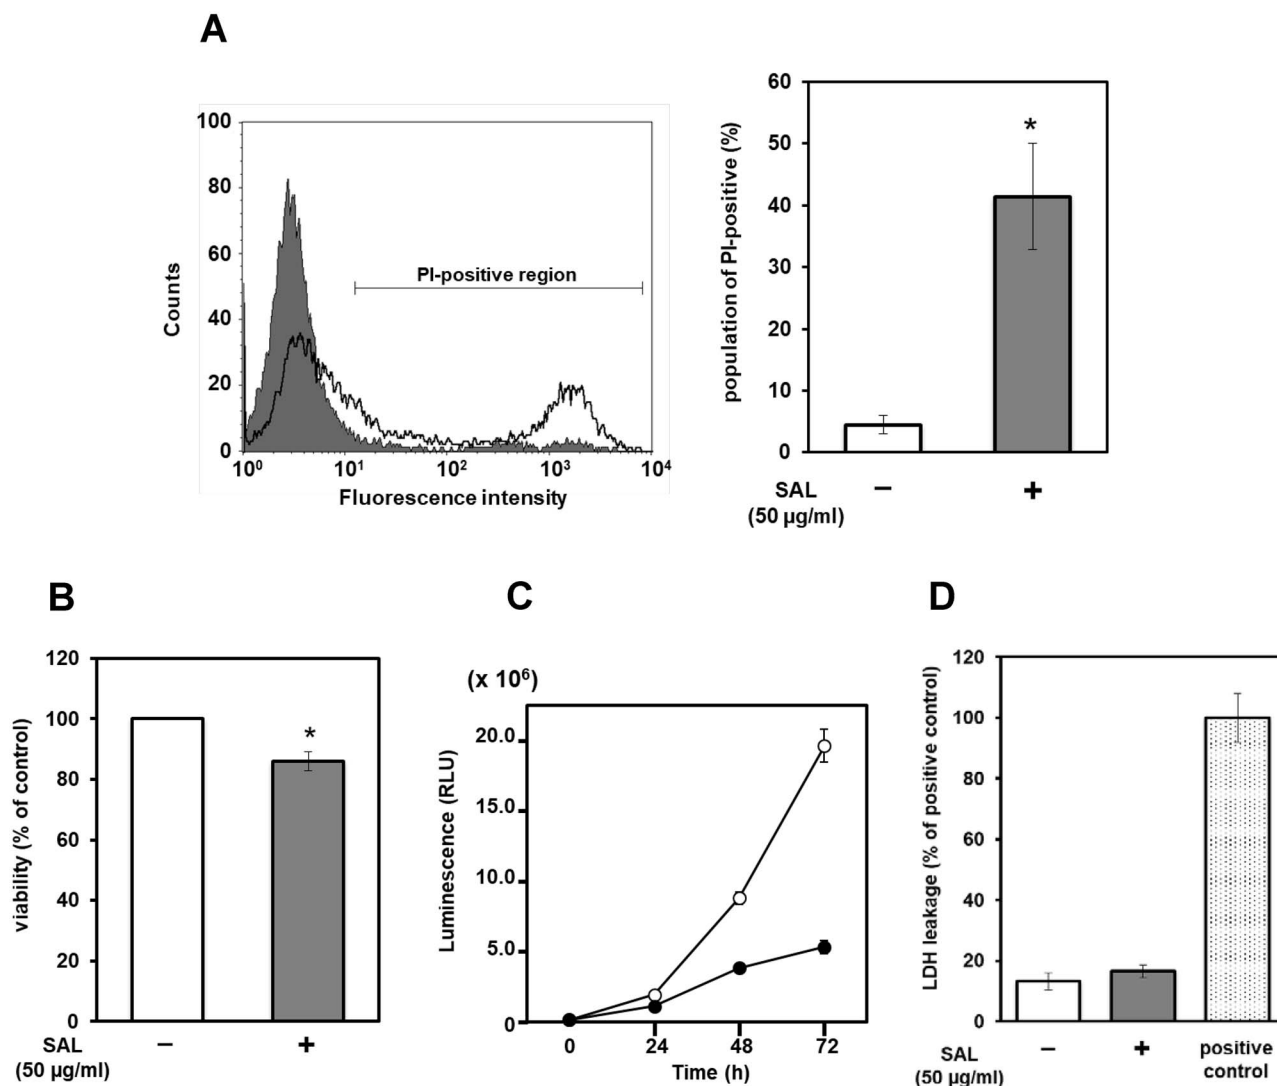 A
100
80
60
40
20
0
Counts
PI-positive region
10⁰ 10¹ 10² 10³ 10⁴
Fluorescence intensity
60
50
40
30
20
10
0
population of PI-positive (%)
*
SAL − +
(50 µg/ml)
B
120
100
80
60
40
20
0
viability (% of control)
*
SAL − +
(50 µg/ml)
C
(x 10⁶)
20.0
15.0
10.0
5.0
0
Luminescence (RLU)
0 24 48 72
Time (h)
D
120
100
80
60
40
20
0
LDH leakage (% of positive control)
SAL − + positive
(50 µg/ml) control